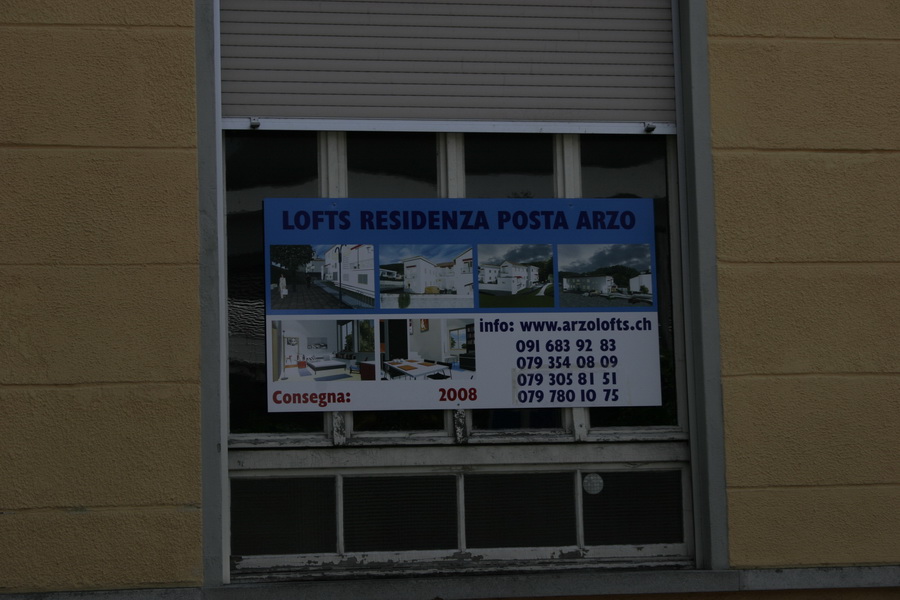 LOFTS RESIDENZA POSTA ARZO
info: www.arzolofts.ch
091 683 92 83
079 354 08 09
079 305 81 51
079 780 10 75
Consegna: 2008